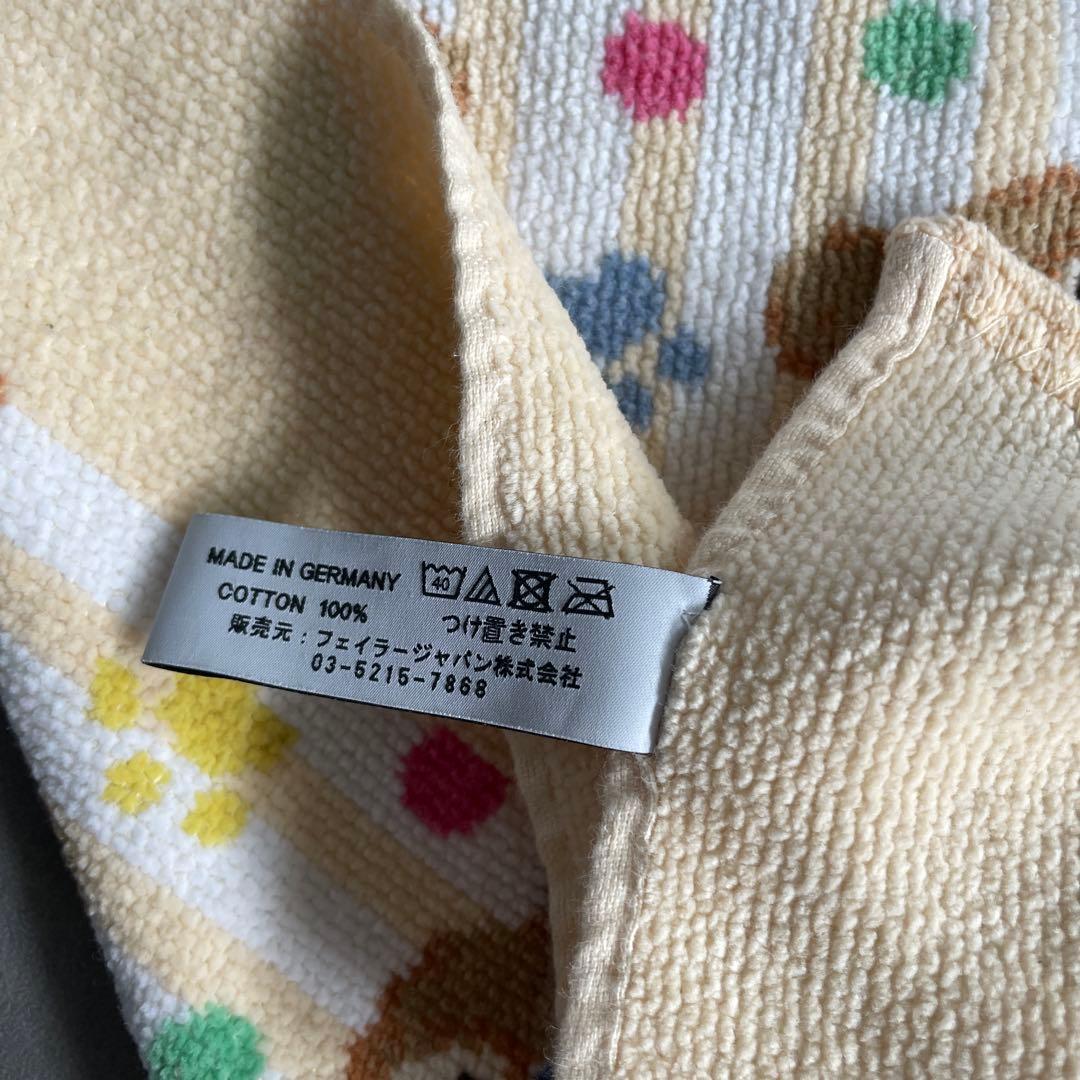 MADE IN GERMANY 40
COTTON 100% つけ置き禁止
販売元：フェイラージャパン株式会社
03-5215-7868